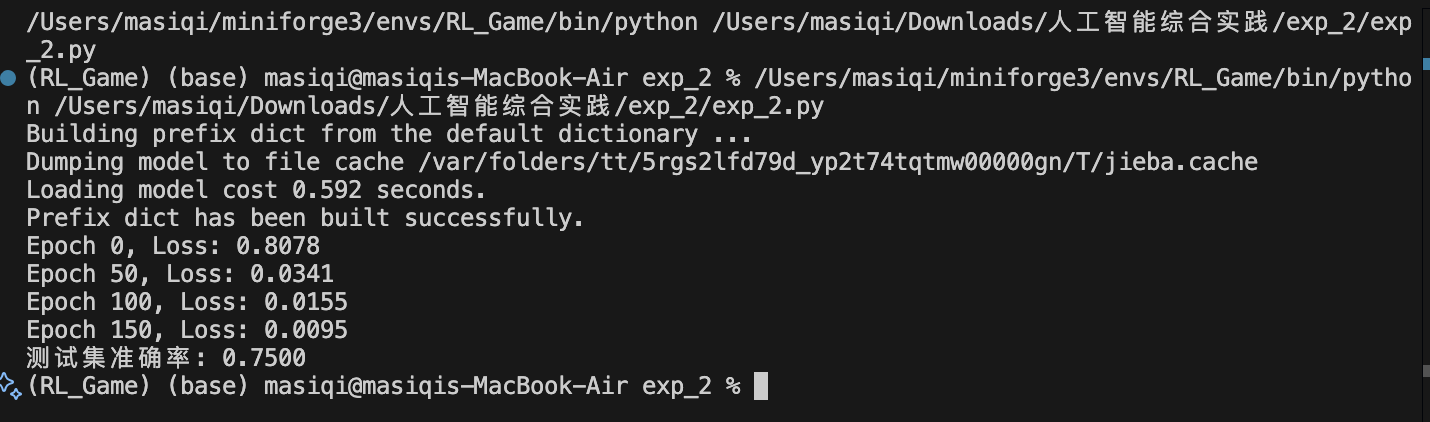 /Users/masiqi/miniforge3/envs/RL_Game/bin/python /Users/masiqi/Downloads/人工智能综合实践/exp_2/exp
_2.py
(RL_Game) (base) masiqi@masiqis-MacBook-Air exp_2 % /Users/masiqi/miniforge3/envs/RL_Game/bin/pytho
n /Users/masiqi/Downloads/人工智能综合实践/exp_2/exp_2.py
Building prefix dict from the default dictionary ...
Dumping model to file cache /var/folders/tt/5rgs2lfd79d_yp2t74tqtmw00000gn/T/jieba.cache
Loading model cost 0.592 seconds.
Prefix dict has been built successfully.
Epoch 0, Loss: 0.8078
Epoch 50, Loss: 0.0341
Epoch 100, Loss: 0.0155
Epoch 150, Loss: 0.0095
测试集准确率: 0.7500
(RL_Game) (base) masiqi@masiqis-MacBook-Air exp_2 %